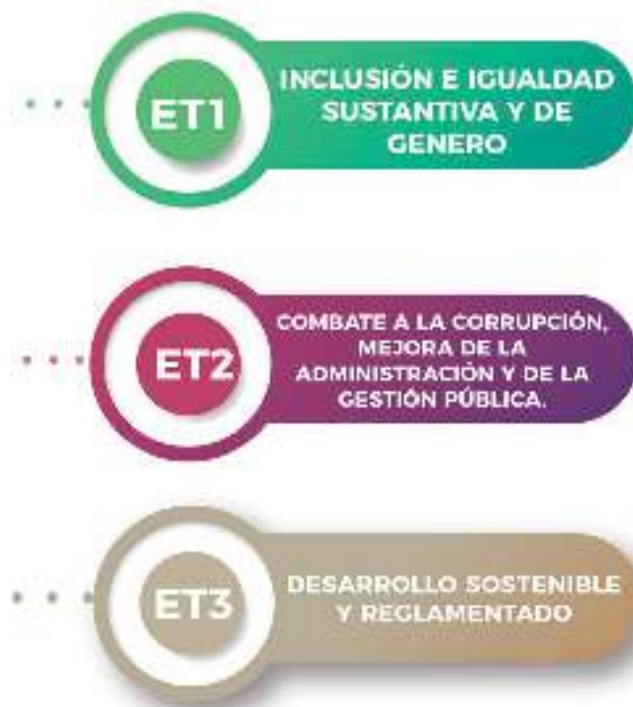 ET1
INCLUSIÓN E IGUALDAD
SUSTANTIVA Y DE
GENERO
ET2
COMBATE A LA CORRUPCIÓN,
MEJORA DE LA
ADMINISTRACIÓN Y DE LA
GESTIÓN PÚBLICA.
ET3
DESARROLLO SOSTENIBLE
Y REGLAMENTADO